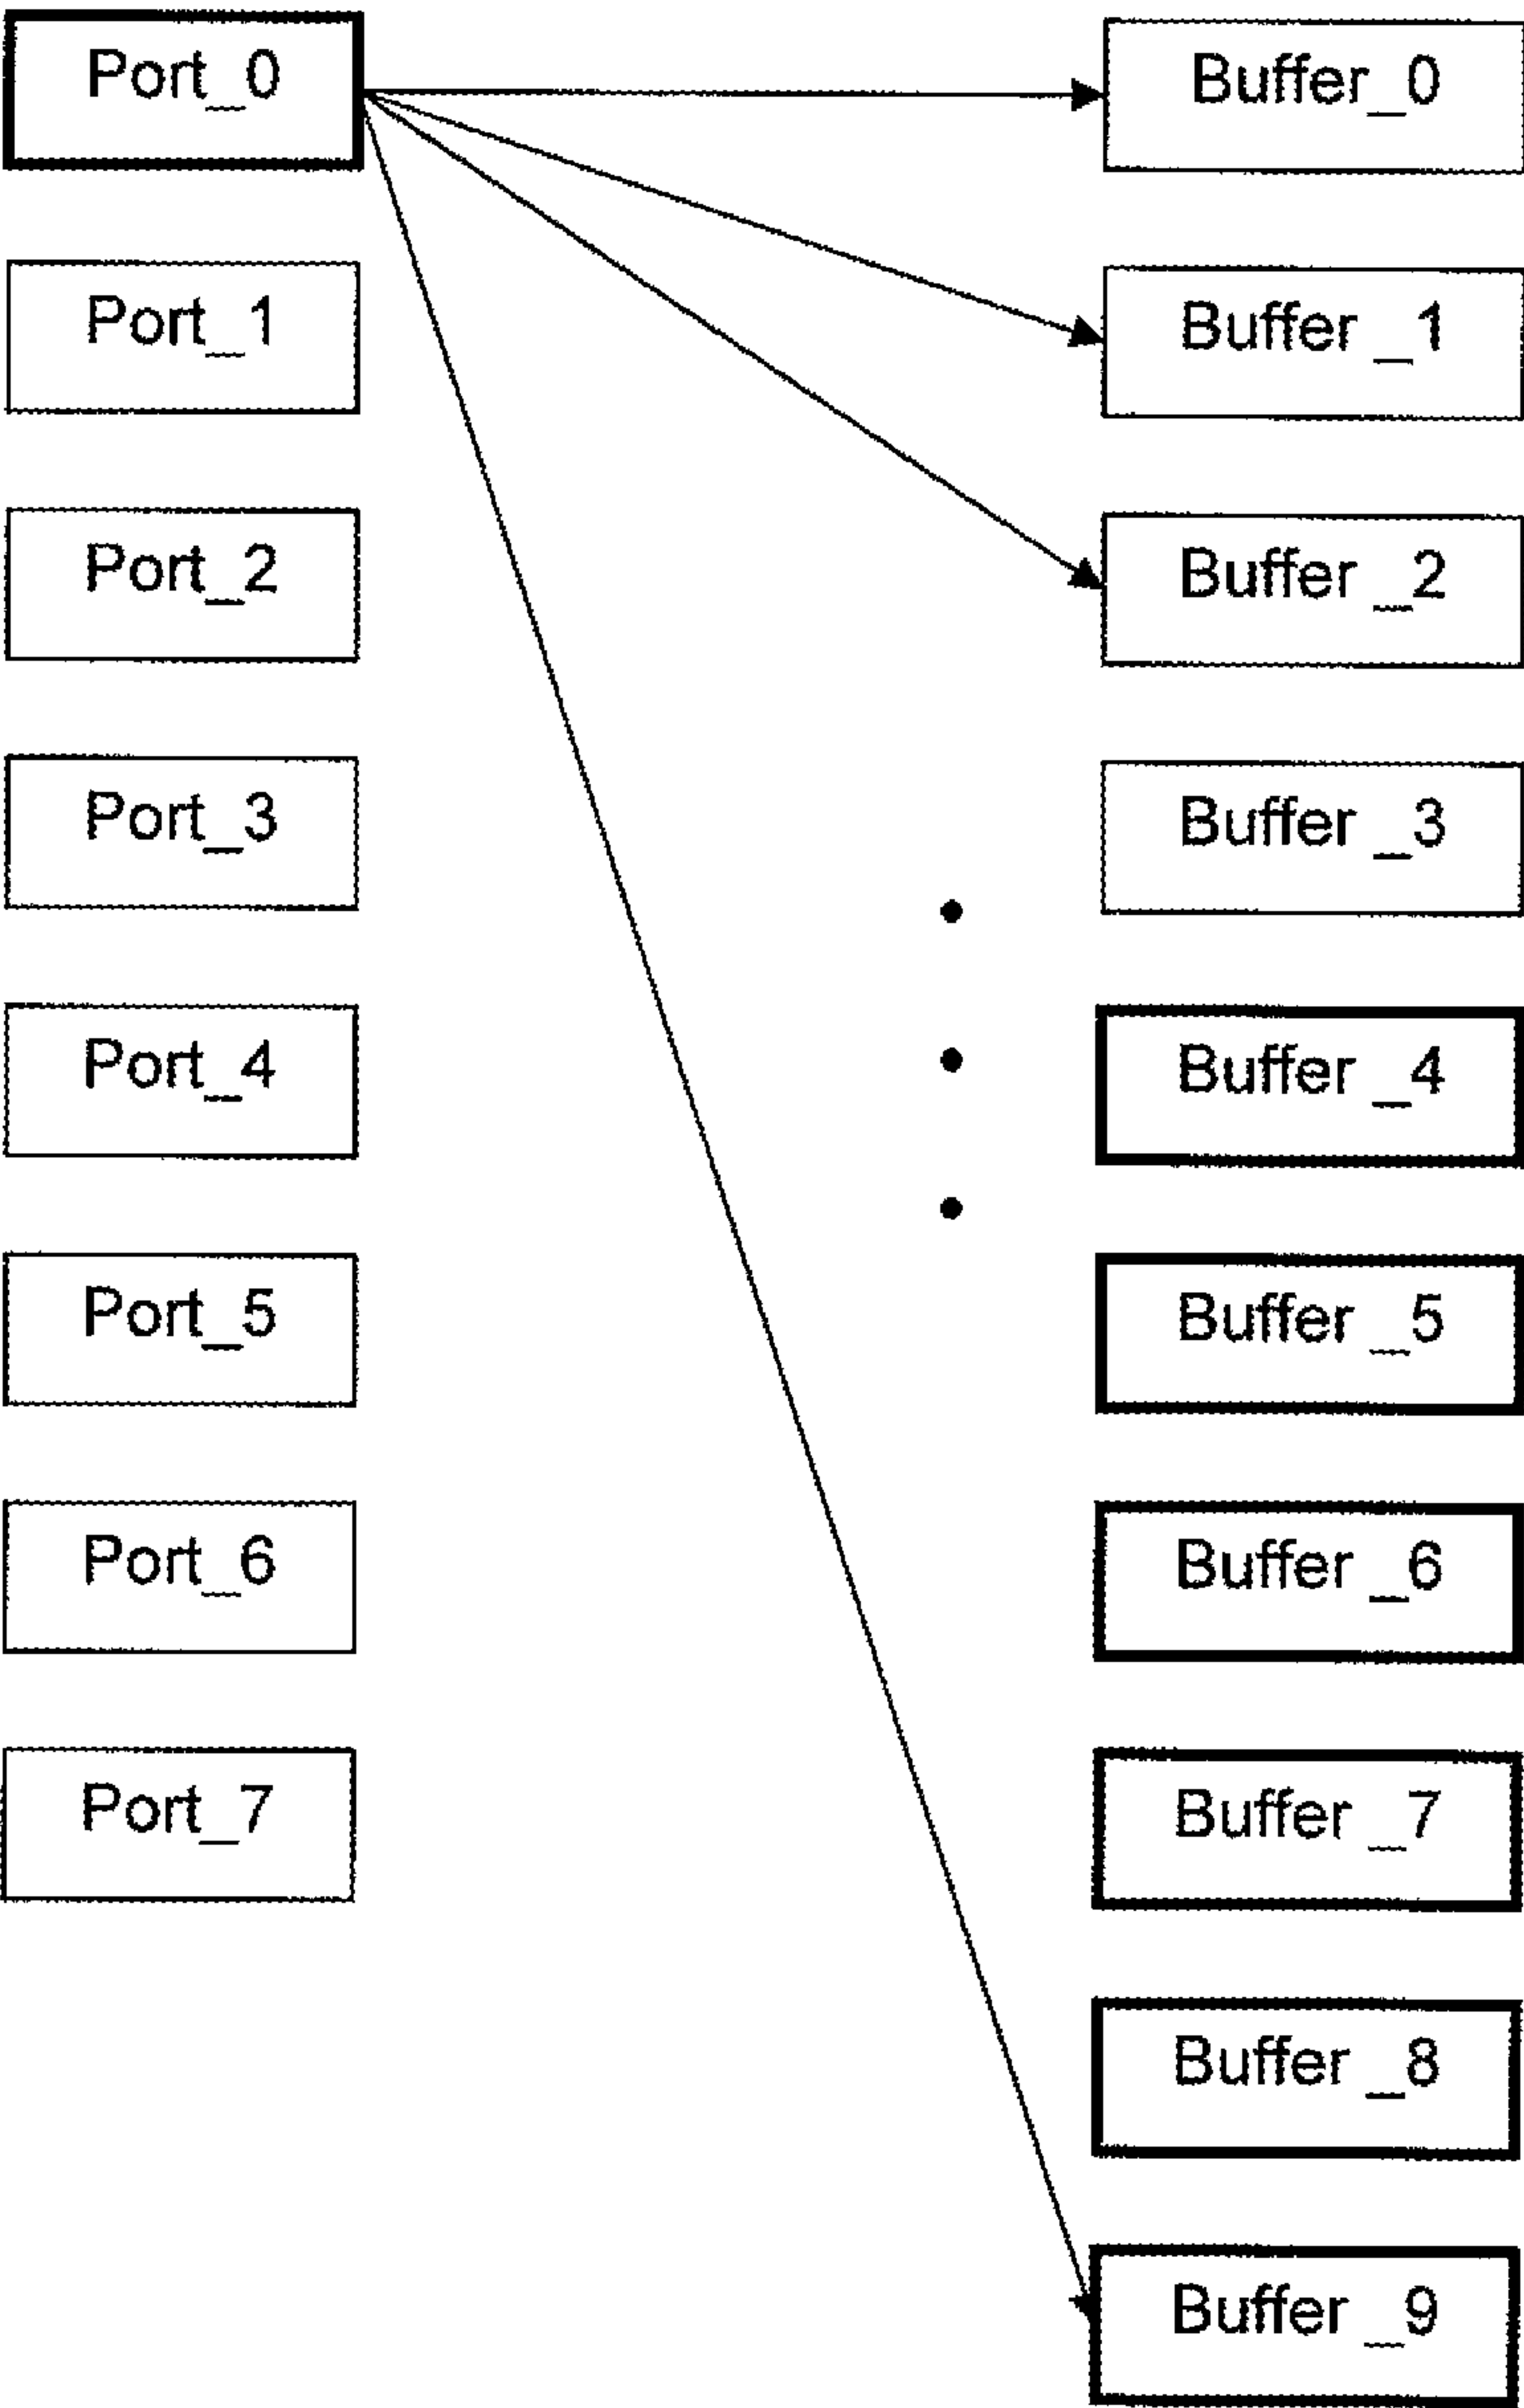 Port_0
Buffer_0
Port_1
Buffer _1
Port_2
Buffer _2
Port_3
Buffer _3
Port_4
Buffer _4
Port_5
Buffer _5
Port_6
Buffer _6
Port_7
Buffer _7
Buffer _8
Buffer _9